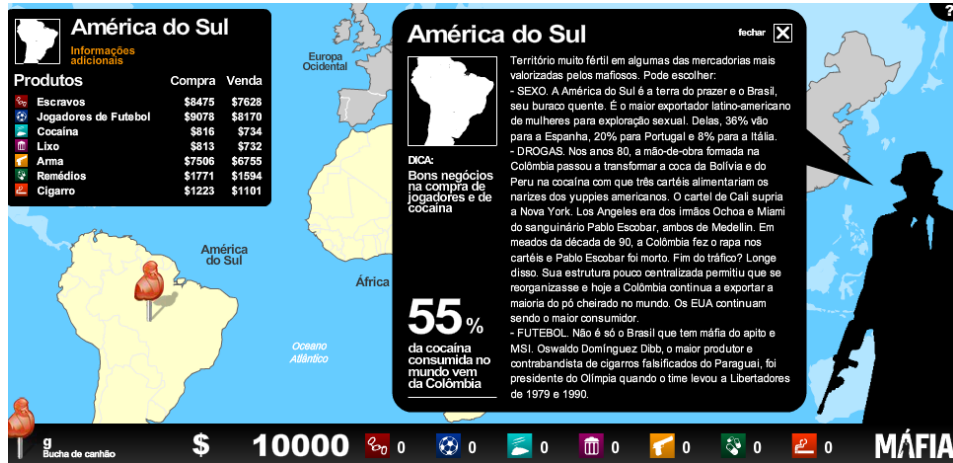 América do Sul
Informações
adicionais
Produtos Compra Venda
Escravos $8475 $7628
Jogadores de Futebol $9078 $8170
Cocaína $816 $734
Lixo $813 $732
Arma $7506 $6755
Remédios $1771 $1594
Cigarro $1223 $1101
Europa
Ocidental
América
do Sul
África
Oceano
Atlântico
?
América do Sul
fechar X
DICA:
Bons negócios
na compra de
jogadores e de
cocaína
55 %
da cocaína
consumida no
mundo vem
da Colômbia
Território muito fértil em algumas das mercadorias mais
valorizadas pelos mafiosos. Pode escolher:
- SEXO. A América do Sul é a terra do prazer e o Brasil,
seu buraco quente. É o maior exportador latino-americano
de mulheres para exploração sexual. Delas, 36% vão
para a Espanha, 20% para Portugal e 8% para a Itália.
- DROGAS. Nos anos 80, a mão-de-obra formada na
Colômbia passou a transformar a coca da Bolívia e do
Peru na cocaína com que três cartéis alimentariam os
narizes dos yuppies americanos. O cartel de Cali supria
a Nova York. Los Angeles era dos irmãos Ochoa e Miami
do sanguinário Pablo Escobar, ambos de Medellin. Em
meados da década de 90, a Colômbia fez o rapa nos
cartéis e Pablo Escobar foi morto. Fim do tráfico? Longe
disso. Sua estrutura pouco centralizada permitiu que se
reorganizasse e hoje a Colômbia continua a exportar a
maioria do pó cheirado no mundo. Os EUA continuam
sendo o maior consumidor.
- FUTEBOL. Não é só o Brasil que tem máfia do apito e
MSI. Oswaldo Domínguez Dibb, o maior produtor e
contrabandista de cigarros falsificados do Paraguai, foi
presidente do Olímpia quando o time levou a Libertadores
de 1979 e 1990.
g
Bucha de canhão
$ 10000 0 0 0 0 0 0 0 MÁFIA